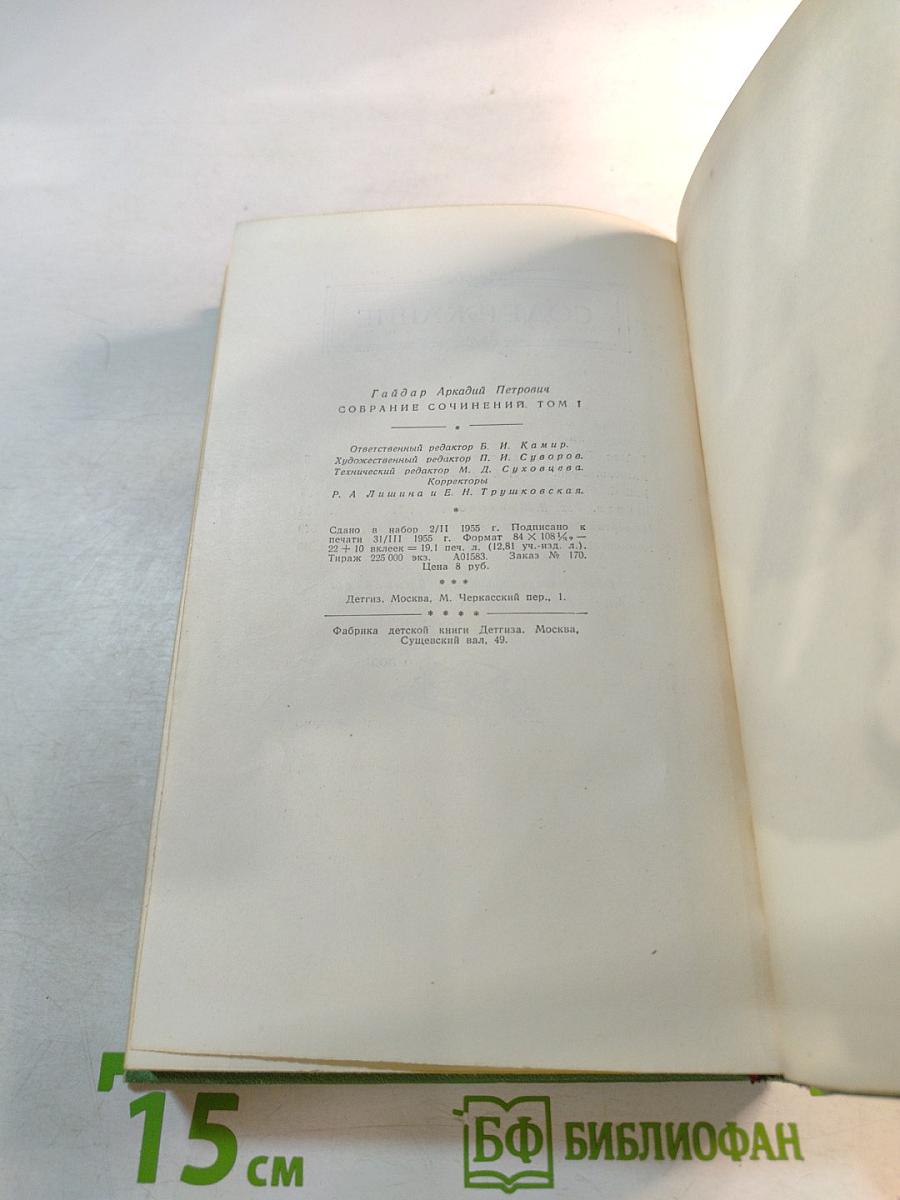 Гайдар Аркадий Петрович
СОБРАНИЕ СОЧИНЕНИЙ. ТОМ 1
*
Ответственный редактор Б. И. Камир.
Художественный редактор П. И. Суворов.
Технический редактор М. Д. Суховцева.
Корректоры
Р. А Лишина и Е. Н. Трушковская.
*
Сдано в набор 2/II 1955 г. Подписано к
печати 31/III 1955 г. Формат 84 × 108 —
22 + 10 вклеек = 19,1 печ. л. (12,81 уч.-изд. л.).
Тираж 225 000 экз. А01583. Заказ № 170.
Цена 8 руб.
* * *
Детгиз. Москва, М. Черкасский пер., 1.
* * * *
Фабрика детской книги Детгиза. Москва,
Сущевский вал, 49.
15 см
БФ БИБЛИОФАН